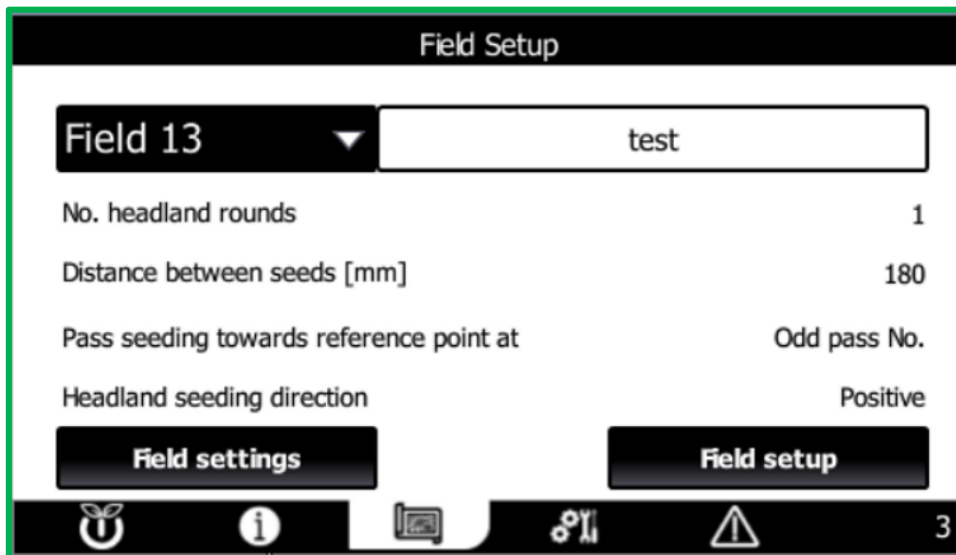 Field Setup
Field 13 test
No. headland rounds 1
Distance between seeds [mm] 180
Pass seeding towards reference point at Odd pass No.
Headland seeding direction Positive
Field settings Field setup
3